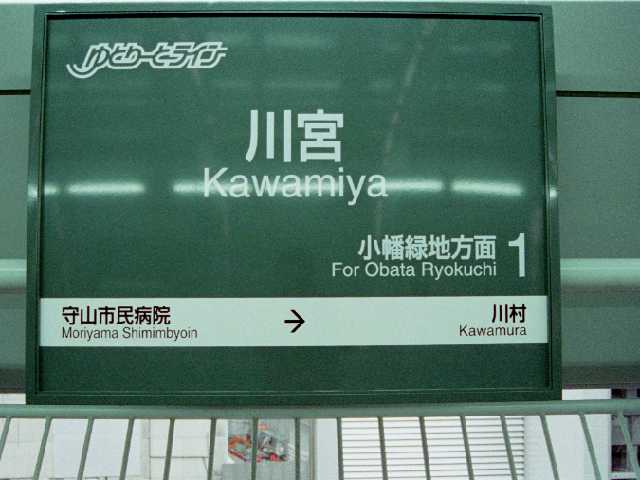 ゆとりーとライン
川宮
Kawamiya
小幡緑地方面 1
For Obata Ryokuchi
守山市民病院 → 川村
Moriyama Shimimbyoin Kawamura